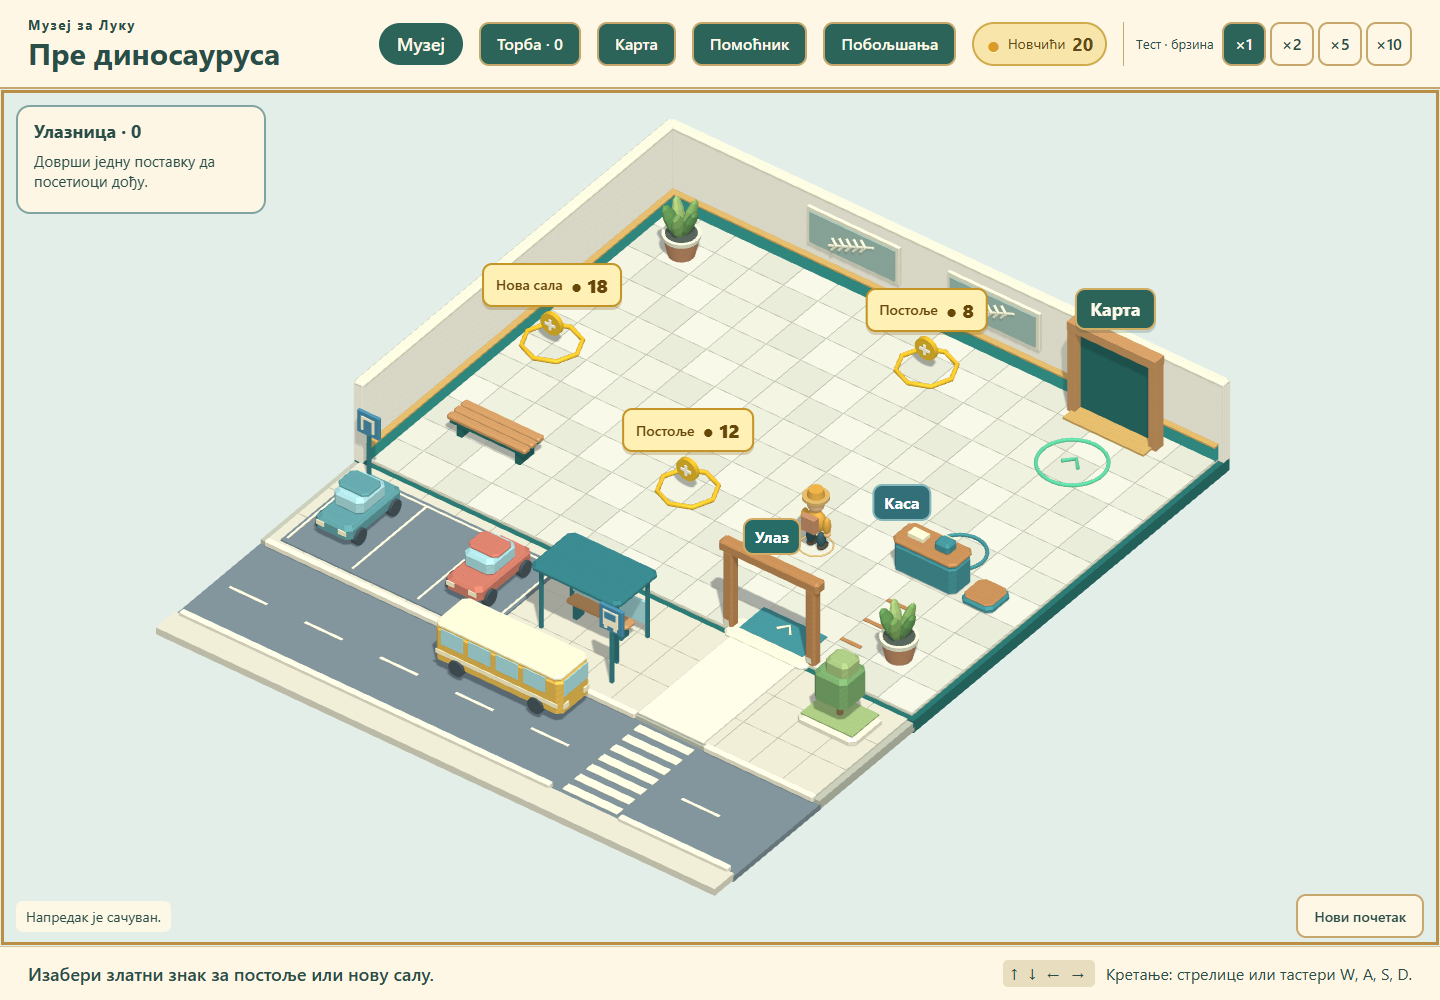 Музеј за Луку
Пре диносауруса
Музеј
Торба · 0
Карта
Помоћник
Побољшања
Новчићи 20
Тест · брзина
×1
×2
×5
×10
Улазница · 0
Доврши једну поставку да
посетиоци дођу.
Нова сала ● 18
Постоље ● 8
Карта
Постоље ● 12
Каса
Улаз
Напредак је сачуван.
Нови почетак
Изабери златни знак за постоље или нову салу.
↑ ↓ ← → Кретање: стрелице или тастери W, A, S, D.